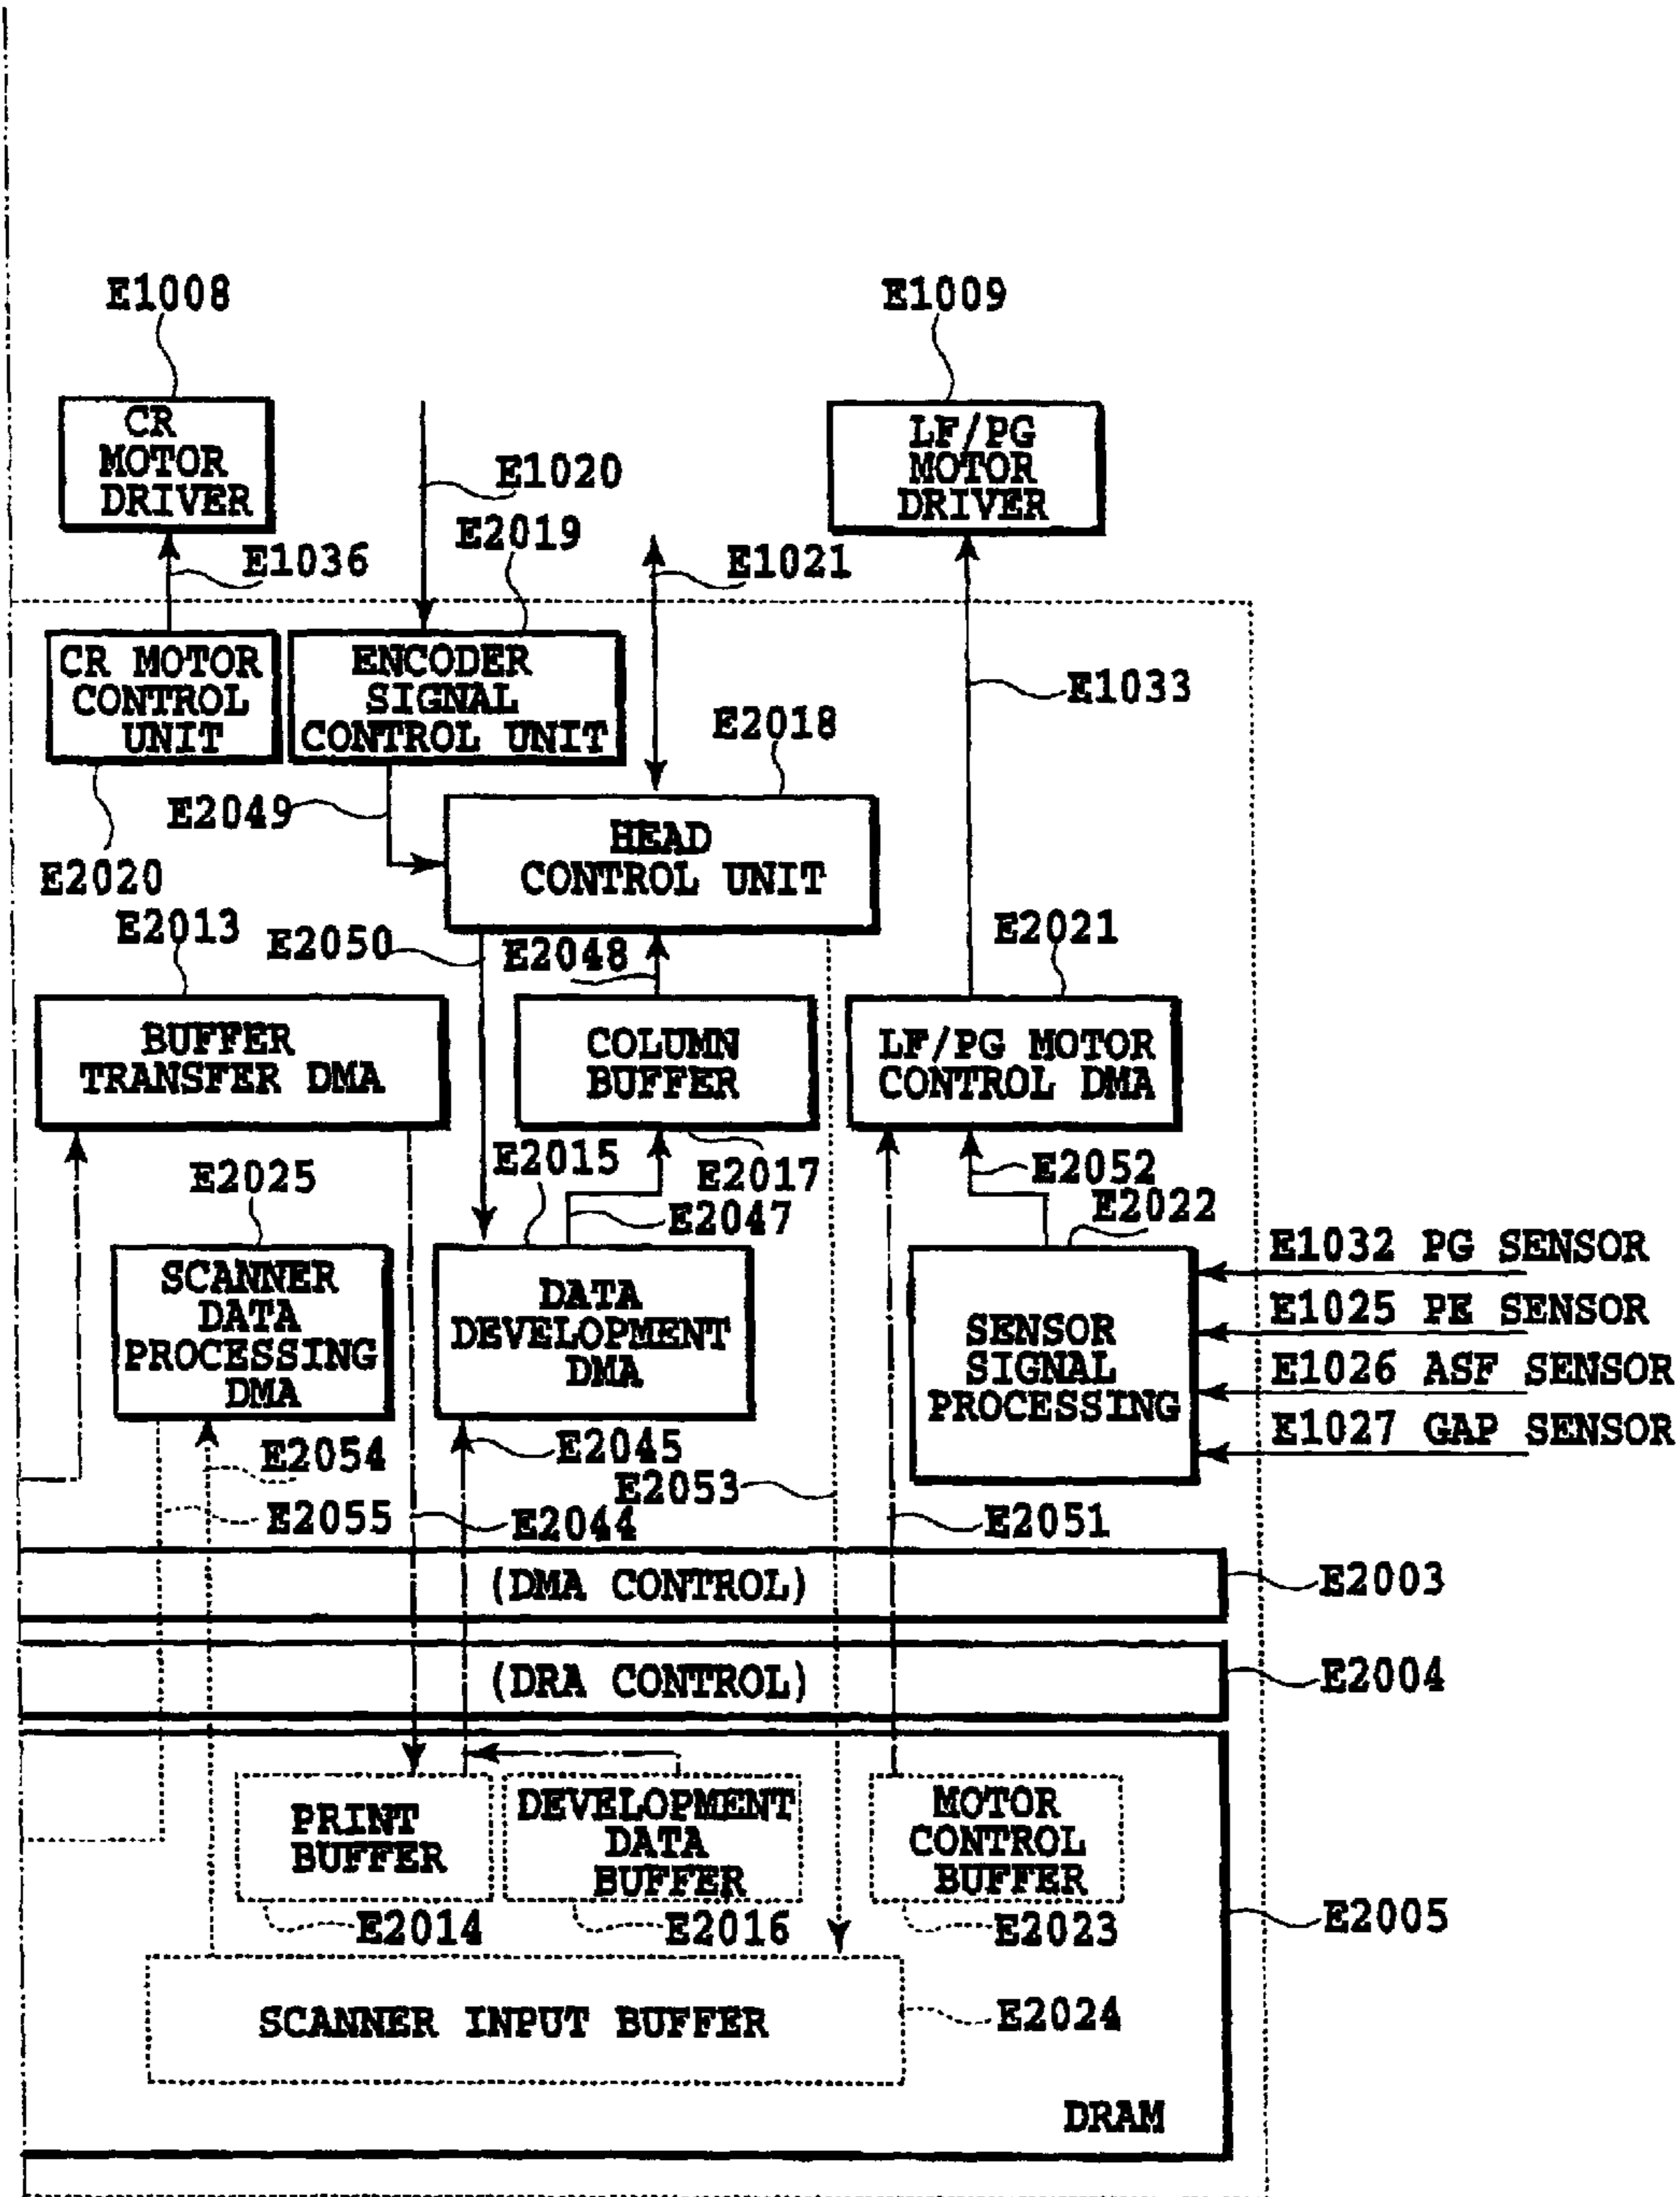 E1008
E1009
CR
MOTOR
DRIVER
LF/PG
MOTOR
DRIVER
E1020
E2019
E1036
E1021
CR MOTOR
CONTROL
UNIT
ENCODER
SIGNAL
CONTROL UNIT
E1033
E2018
E2049
HEAD
CONTROL UNIT
E2020
E2013
E2050
E2048
E2021
BUFFER
TRANSFER DMA
COLUMN
BUFFER
LF/PG MOTOR
CONTROL DMA
E2015
E2017
E2052
E2025
E2047
E2022
SCANNER
DATA
PROCESSING
DMA
DATA
DEVELOPMENT
DMA
SENSOR
SIGNAL
PROCESSING
E1032 PG SENSOR
E1025 PE SENSOR
E1026 ASF SENSOR
E1027 GAP SENSOR
E2054
E2045
E2053
E2055
E2044
E2051
(DMA CONTROL)
E2003
(DRA CONTROL)
E2004
PRINT
BUFFER
DEVELOPMENT
DATA
BUFFER
MOTOR
CONTROL
BUFFER
E2014
E2016
E2023
E2005
SCANNER INPUT BUFFER
E2024
DRAM